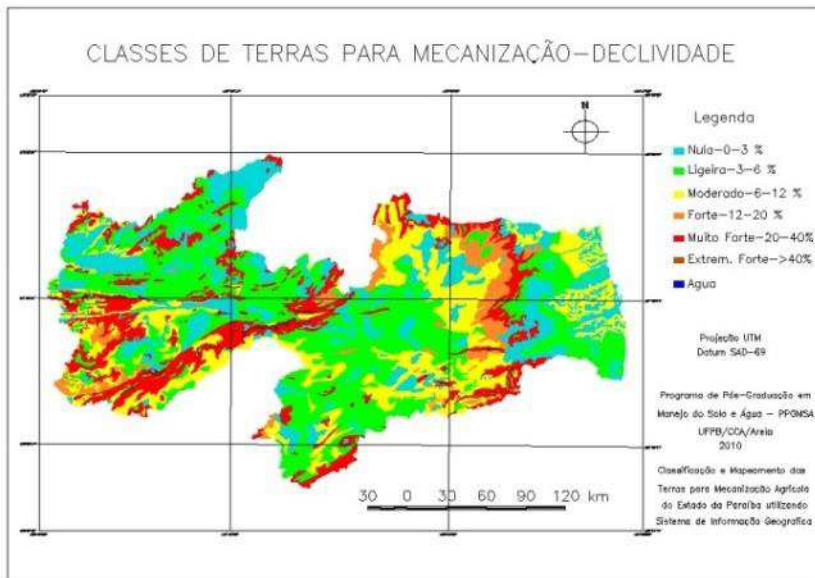 CLASSES DE TERRAS PARA MECANIZAÇÃO-DECLIVIDADE
N
Legenda
Nula-0-3 %
Ligeira-3-6 %
Moderado-6-12 %
Forte-12-20 %
Muito Forte-20-40%
Extrem. Forte->40%
Agua
Projeção UTM
Datum SAD-69
Programa de Pós-Graduação em
Manejo do Solo e Água - PPGMSA
UFPB/CCA/Areia
2010
Classificação e Mapeamento das
Terras para Mecanização Agrícola
do Estado da Paraíba utilizando
Sistema de Informação Geografica
30 0 30 60 90 120 km